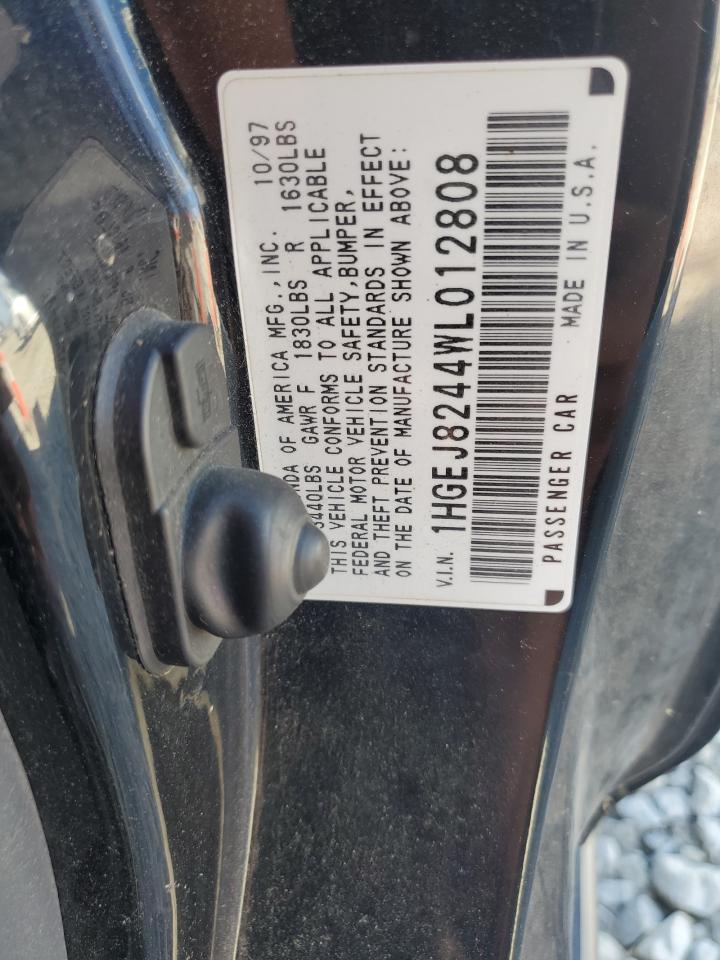 NDA OF AMERICA MFG., INC. 10/97
3440LBS GAWR F 1830LBS R 1630LBS
THIS VEHICLE CONFORMS TO ALL APPLICABLE
FEDERAL MOTOR VEHICLE SAFETY, BUMPER,
AND THEFT PREVENTION STANDARDS IN EFFECT
ON THE DATE OF MANUFACTURE SHOWN ABOVE:
V.I.N. 1HGEJ8244WL012808
PASSENGER CAR MADE IN U.S.A.